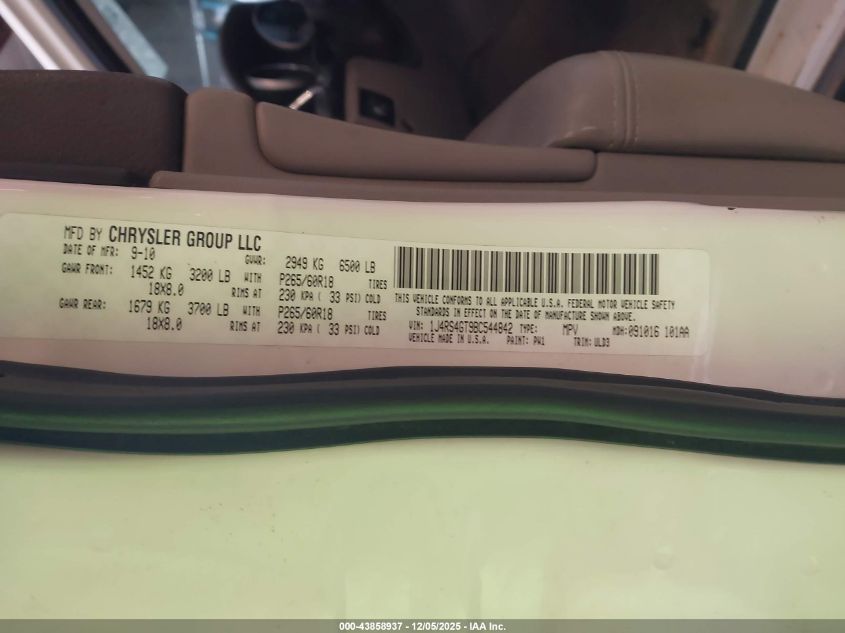 MFD BY CHRYSLER GROUP LLC
DATE OF MFR: 9-10 GVWR: 2949 KG 6500 LB
GAWR FRONT: 1452 KG 3200 LB WITH P265/60R18 TIRES
18X8.0 RIMS AT 230 KPA ( 33 PSI) COLD
GAWR REAR: 1679 KG 3700 LB WITH P265/60R18 TIRES
18X8.0 RIMS AT 230 KPA ( 33 PSI) COLD
THIS VEHICLE CONFORMS TO ALL APPLICABLE U.S.A. FEDERAL MOTOR VEHICLE SAFETY
STANDARDS IN EFFECT ON THE DATE OF MANUFACTURE SHOWN ABOVE.
VIN: 1J4RS4GT9BC544842 TYPE: MPV MDH: 091016 101AA
VEHICLE MADE IN U.S.A. PAINT: PW1 TRIM: ULD3
000-43858937 - 12/05/2025 - IAA Inc.